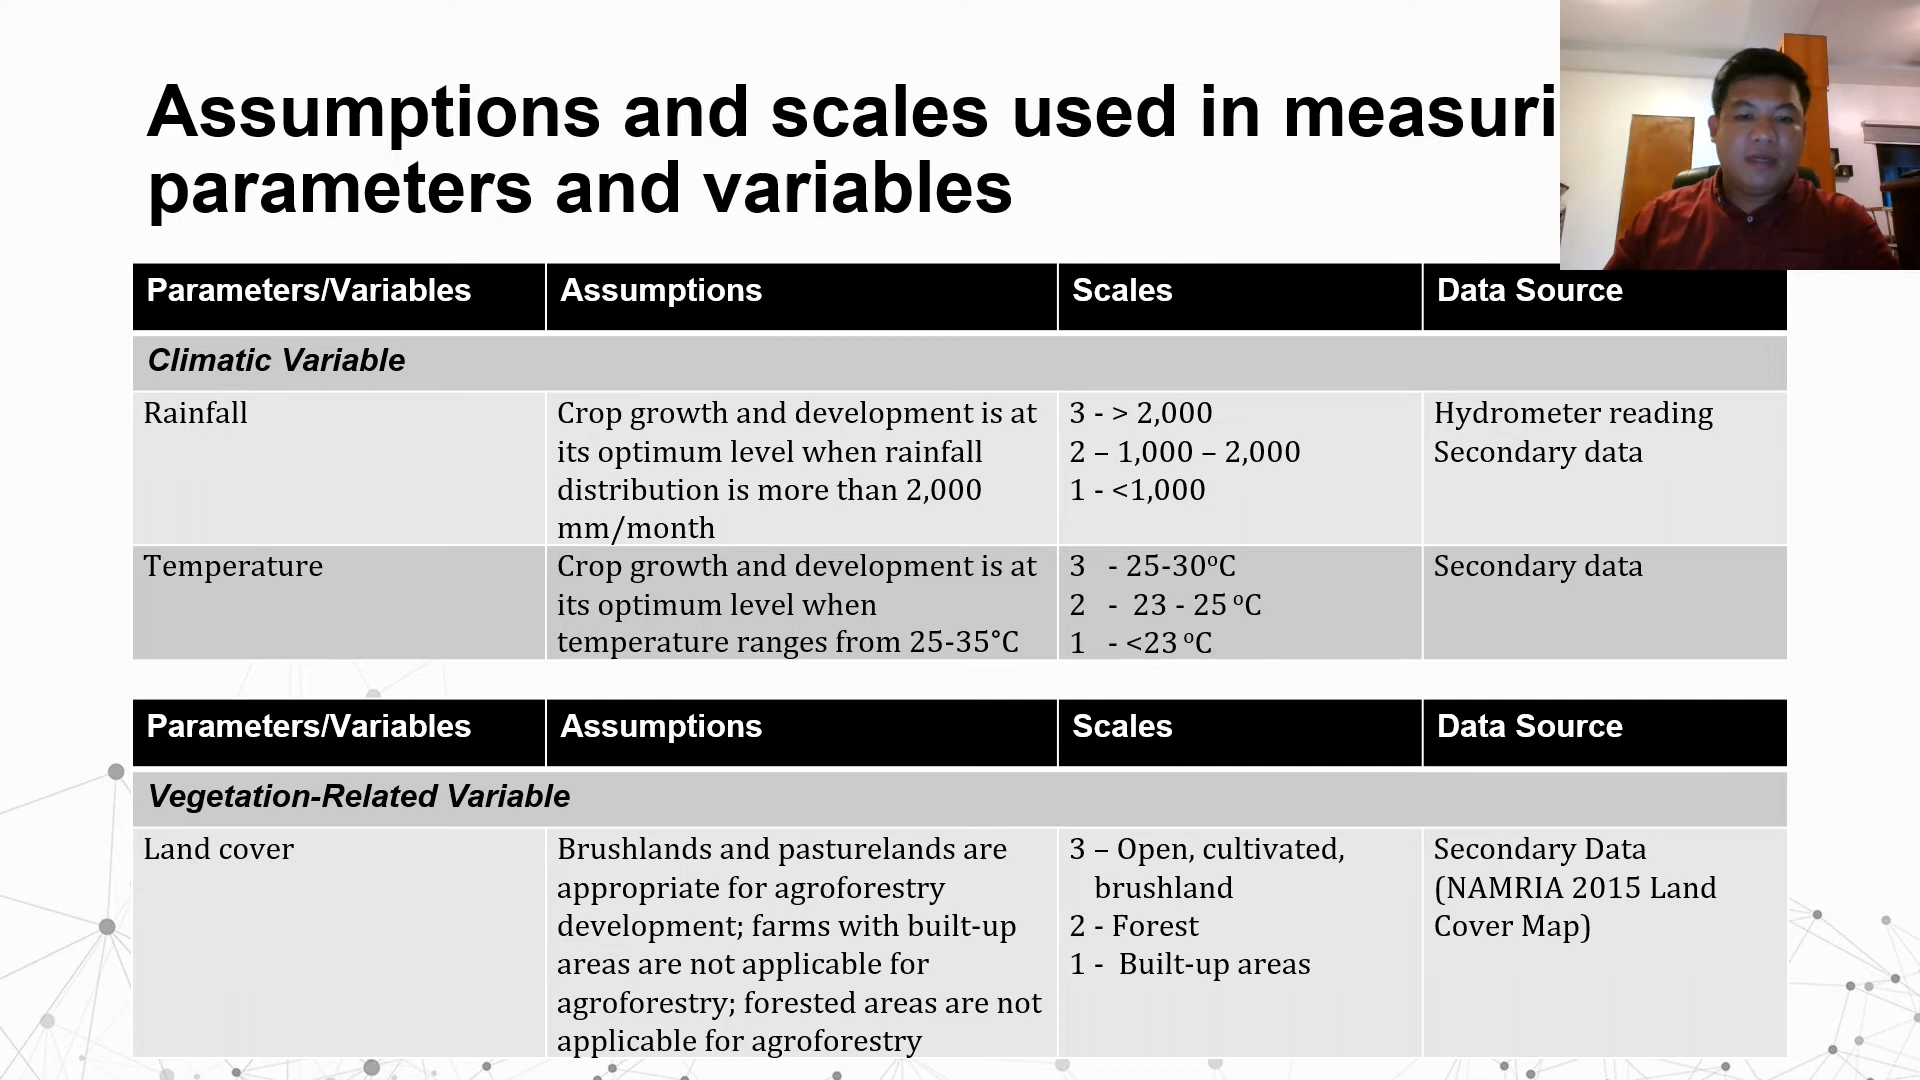 Assumptions and scales used in measuri
parameters and variables
Parameters/Variables Assumptions Scales Data Source
Climatic Variable
Rainfall
Crop growth and development is at
its optimum level when rainfall
distribution is more than 2,000
mm/month
3 - > 2,000
2 – 1,000 – 2,000
1 - <1,000
Hydrometer reading
Secondary data
Temperature
Crop growth and development is at
its optimum level when
temperature ranges from 25-35°C
3 - 25-30ºC
2 - 23 - 25 ºC
1 - <23 ºC
Secondary data
Parameters/Variables Assumptions Scales Data Source
Vegetation-Related Variable
Land cover
Brushlands and pasturelands are
appropriate for agroforestry
development; farms with built-up
areas are not applicable for
agroforestry; forested areas are not
applicable for agroforestry
3 – Open, cultivated,
brushland
2 - Forest
1 - Built-up areas
Secondary Data
(NAMRIA 2015 Land
Cover Map)